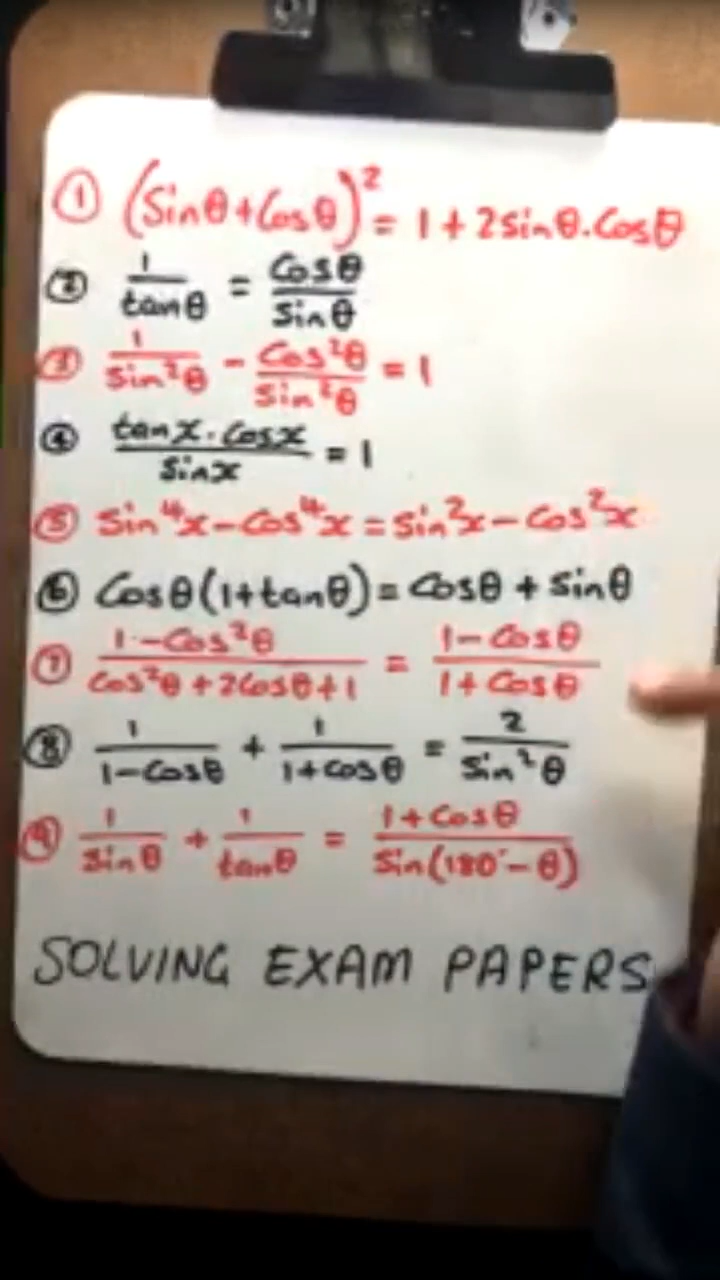 ① (Sinθ+Cosθ)² = 1+2Sinθ.Cosθ
② 1/tanθ = Cosθ/Sinθ
③ 1/Sin²θ - Cos²θ/Sin²θ = 1
④ tanx.Cosx/Sinx = 1
⑤ Sin⁴x-Cos⁴x = Sin²x-Cos²x
⑥ Cosθ(1+tanθ) = Cosθ + Sinθ
⑦ 1-Cos²θ/Cos²θ+2Cosθ+1 = 1-Cosθ/1+Cosθ
⑧ 1/1-Cosθ + 1/1+Cosθ = 2/Sin²θ
⑨ 1/Sinθ + 1/tanθ = 1+Cosθ/Sin(180°-θ)
SOLVING EXAM PAPERS